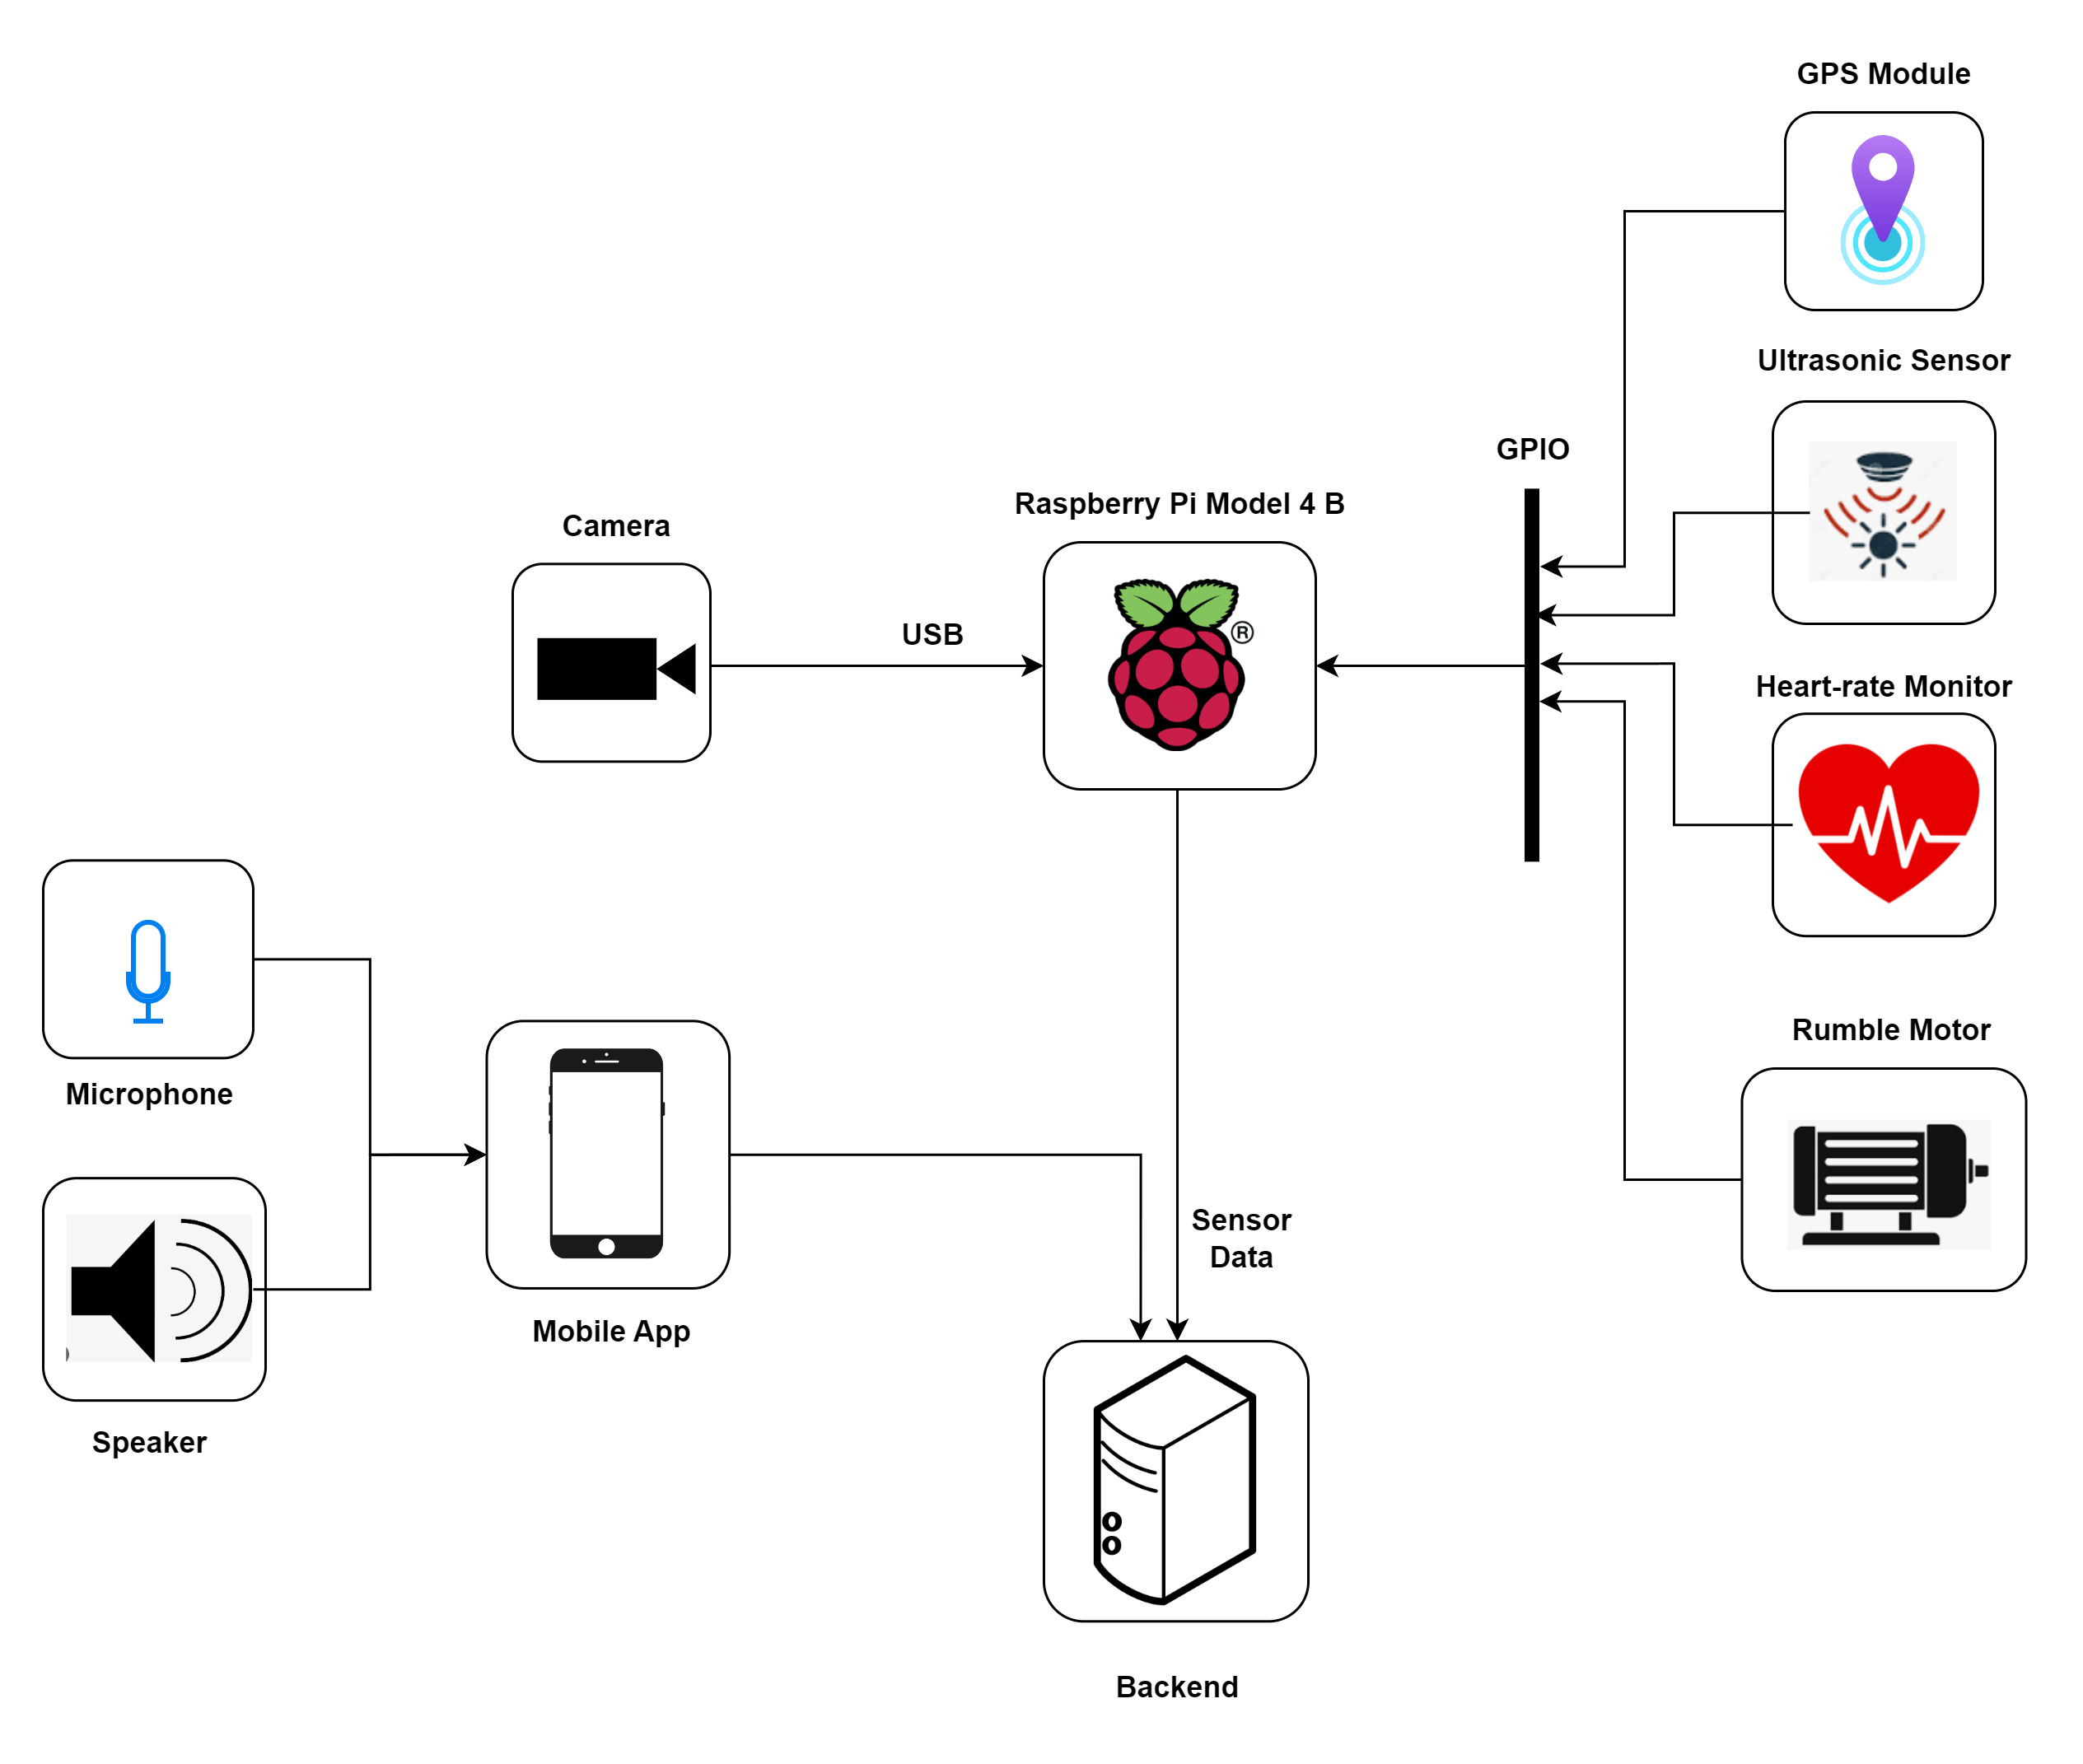 GPS Module
Ultrasonic Sensor
GPIO
Raspberry Pi Model 4 B
Camera
USB
®
Heart-rate Monitor
Rumble Motor
Microphone
Sensor
Data
Mobile App
Speaker
Backend